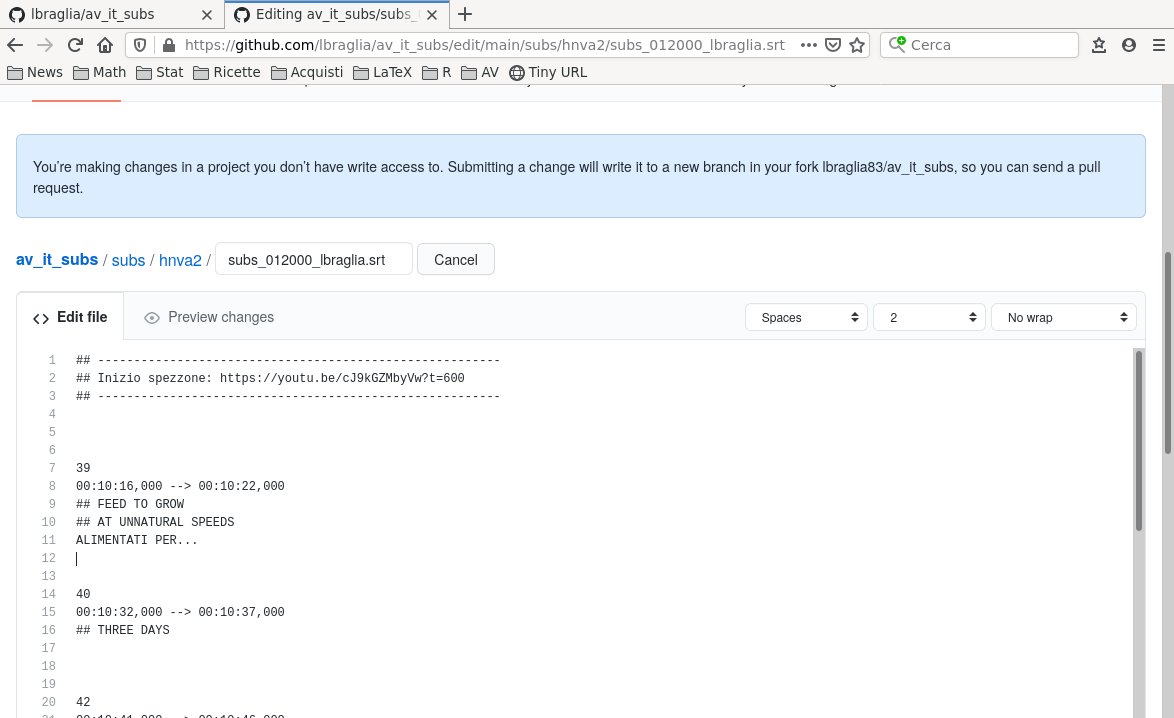 lbraglia/av_it_subs
Editing av_it_subs/subs_
https://github.com/lbraglia/av_it_subs/edit/main/subs/hnva2/subs_012000_lbraglia.srt
Cerca
News Math Stat Ricette Acquisti LaTeX R AV Tiny URL
You're making changes in a project you don't have write access to. Submitting a change will write it to a new branch in your fork lbraglia83/av_it_subs, so you can send a pull
request.
av_it_subs / subs / hnva2 / subs_012000_lbraglia.srt Cancel
Edit file Preview changes Spaces 2 No wrap
1 ## --------------------------------------------------------
2 ## Inizio spezzone: https://youtu.be/cJ9kGZMbyVw?t=600
3 ## --------------------------------------------------------
4
5
6
7 39
8 00:10:16,000 --> 00:10:22,000
9 ## FEED TO GROW
10 ## AT UNNATURAL SPEEDS
11 ALIMENTATI PER...
12
13
14 40
15 00:10:32,000 --> 00:10:37,000
16 ## THREE DAYS
17
18
19
20 42